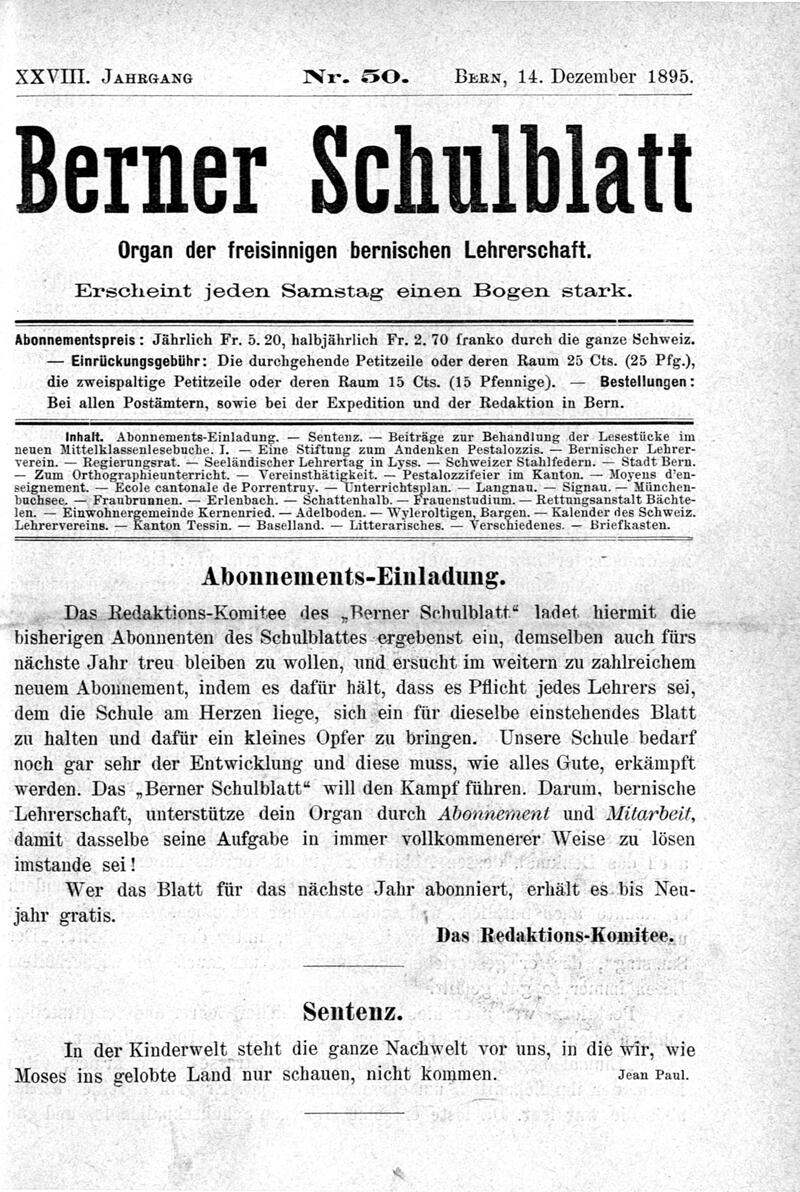 XXVIII. Jahrgang Nr. 50. Bern, 14. Dezember 1895.
Berner Schulblatt
Organ der freisinnigen bernischen Lehrerschaft.
Erscheint jeden Samstag einen Bogen stark.
Abonnementspreis: Jährlich Fr. 5. 20, halbjährlich Fr. 2. 70 franko durch die ganze Schweiz.
— Einrückungsgebühr: Die durchgehende Petitzeile oder deren Raum 25 Cts. (25 Pfg.),
die zweispaltige Petitzeile oder deren Raum 15 Cts. (15 Pfennige). — Bestellungen:
Bei allen Postämtern, sowie bei der Expedition und der Redaktion in Bern.
Inhalt. Abonnements-Einladung. — Sentenz. — Beiträge zur Behandlung der Lesestücke im
neuen Mittelklassenlesebuche. I. — Eine Stiftung zum Andenken Pestalozzis. — Bernischer Lehrer-
verein. — Regierungsrat. — Seeländischer Lehrertag in Lyss. — Schweizer Stahlfedern. — Stadt Bern.
— Zum Orthographieunterricht. — Vereinsthätigkeit. — Pestalozzifeier im Kanton. — Moyens d'en-
seignement. — Ecole cantonale de Porrentruy. — Unterrichtsplan. — Langnau. — Signau. — München-
buchsee. — Fraubrunnen. — Erlenbach. — Schattenhalb. — Frauenstudium. — Rettungsanstalt Bächte-
len. — Einwohnergemeinde Kernenried. — Adelboden. — Wyleroltigen, Bargen. — Kalender des Schweiz.
Lehrervereins. — Kanton Tessin. — Baselland. — Litterarisches. — Verschiedenes. — Briefkasten.
Abonnements-Einladung.
Das Redaktions-Komitee des „Berner Schulblatt“ ladet hiermit die
bisherigen Abonnenten des Schulblattes ergebenst ein, demselben auch fürs
nächste Jahr treu bleiben zu wollen, und ersucht im weitern zu zahlreichem
neuem Abonnement, indem es dafür hält, dass es Pflicht jedes Lehrers sei,
dem die Schule am Herzen liege, sich ein für dieselbe einstehendes Blatt
zu halten und dafür ein kleines Opfer zu bringen. Unsere Schule bedarf
noch gar sehr der Entwicklung und diese muss, wie alles Gute, erkämpft
werden. Das „Berner Schulblatt“ will den Kampf führen. Darum, bernische
Lehrerschaft, unterstütze dein Organ durch Abonnement und Mitarbeit,
damit dasselbe seine Aufgabe in immer vollkommenerer Weise zu lösen
imstande sei!
Wer das Blatt für das nächste Jahr abonniert, erhält es bis Neu-
jahr gratis.
Das Redaktions-Komitee.
Sentenz.
In der Kinderwelt steht die ganze Nachwelt vor uns, in die wir, wie
Moses ins gelobte Land nur schauen, nicht kommen. Jean Paul.